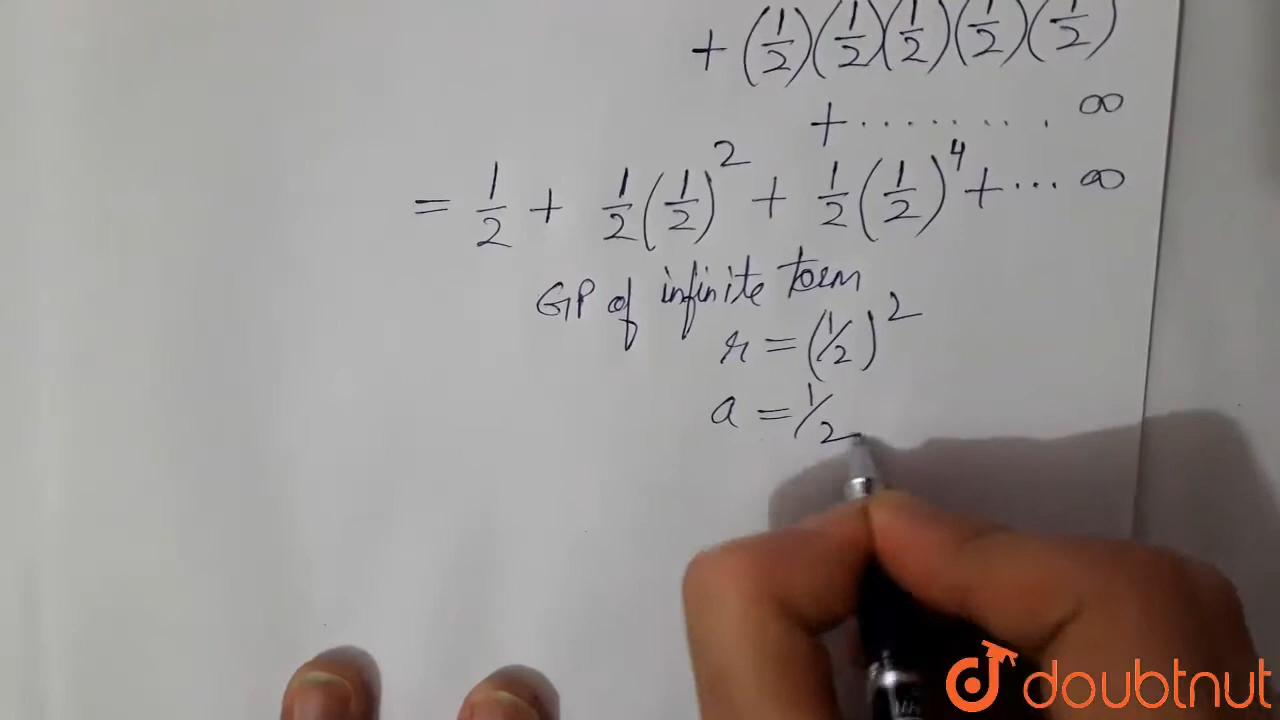 + (1/2)(1/2)(1/2)(1/2)(1/2)
+ ......... ∞
= 1/2 + 1/2(1/2)^2 + 1/2(1/2)^4 + ... ∞
GP of infinite term
r = (1/2)^2
a = 1/2
doubtnut